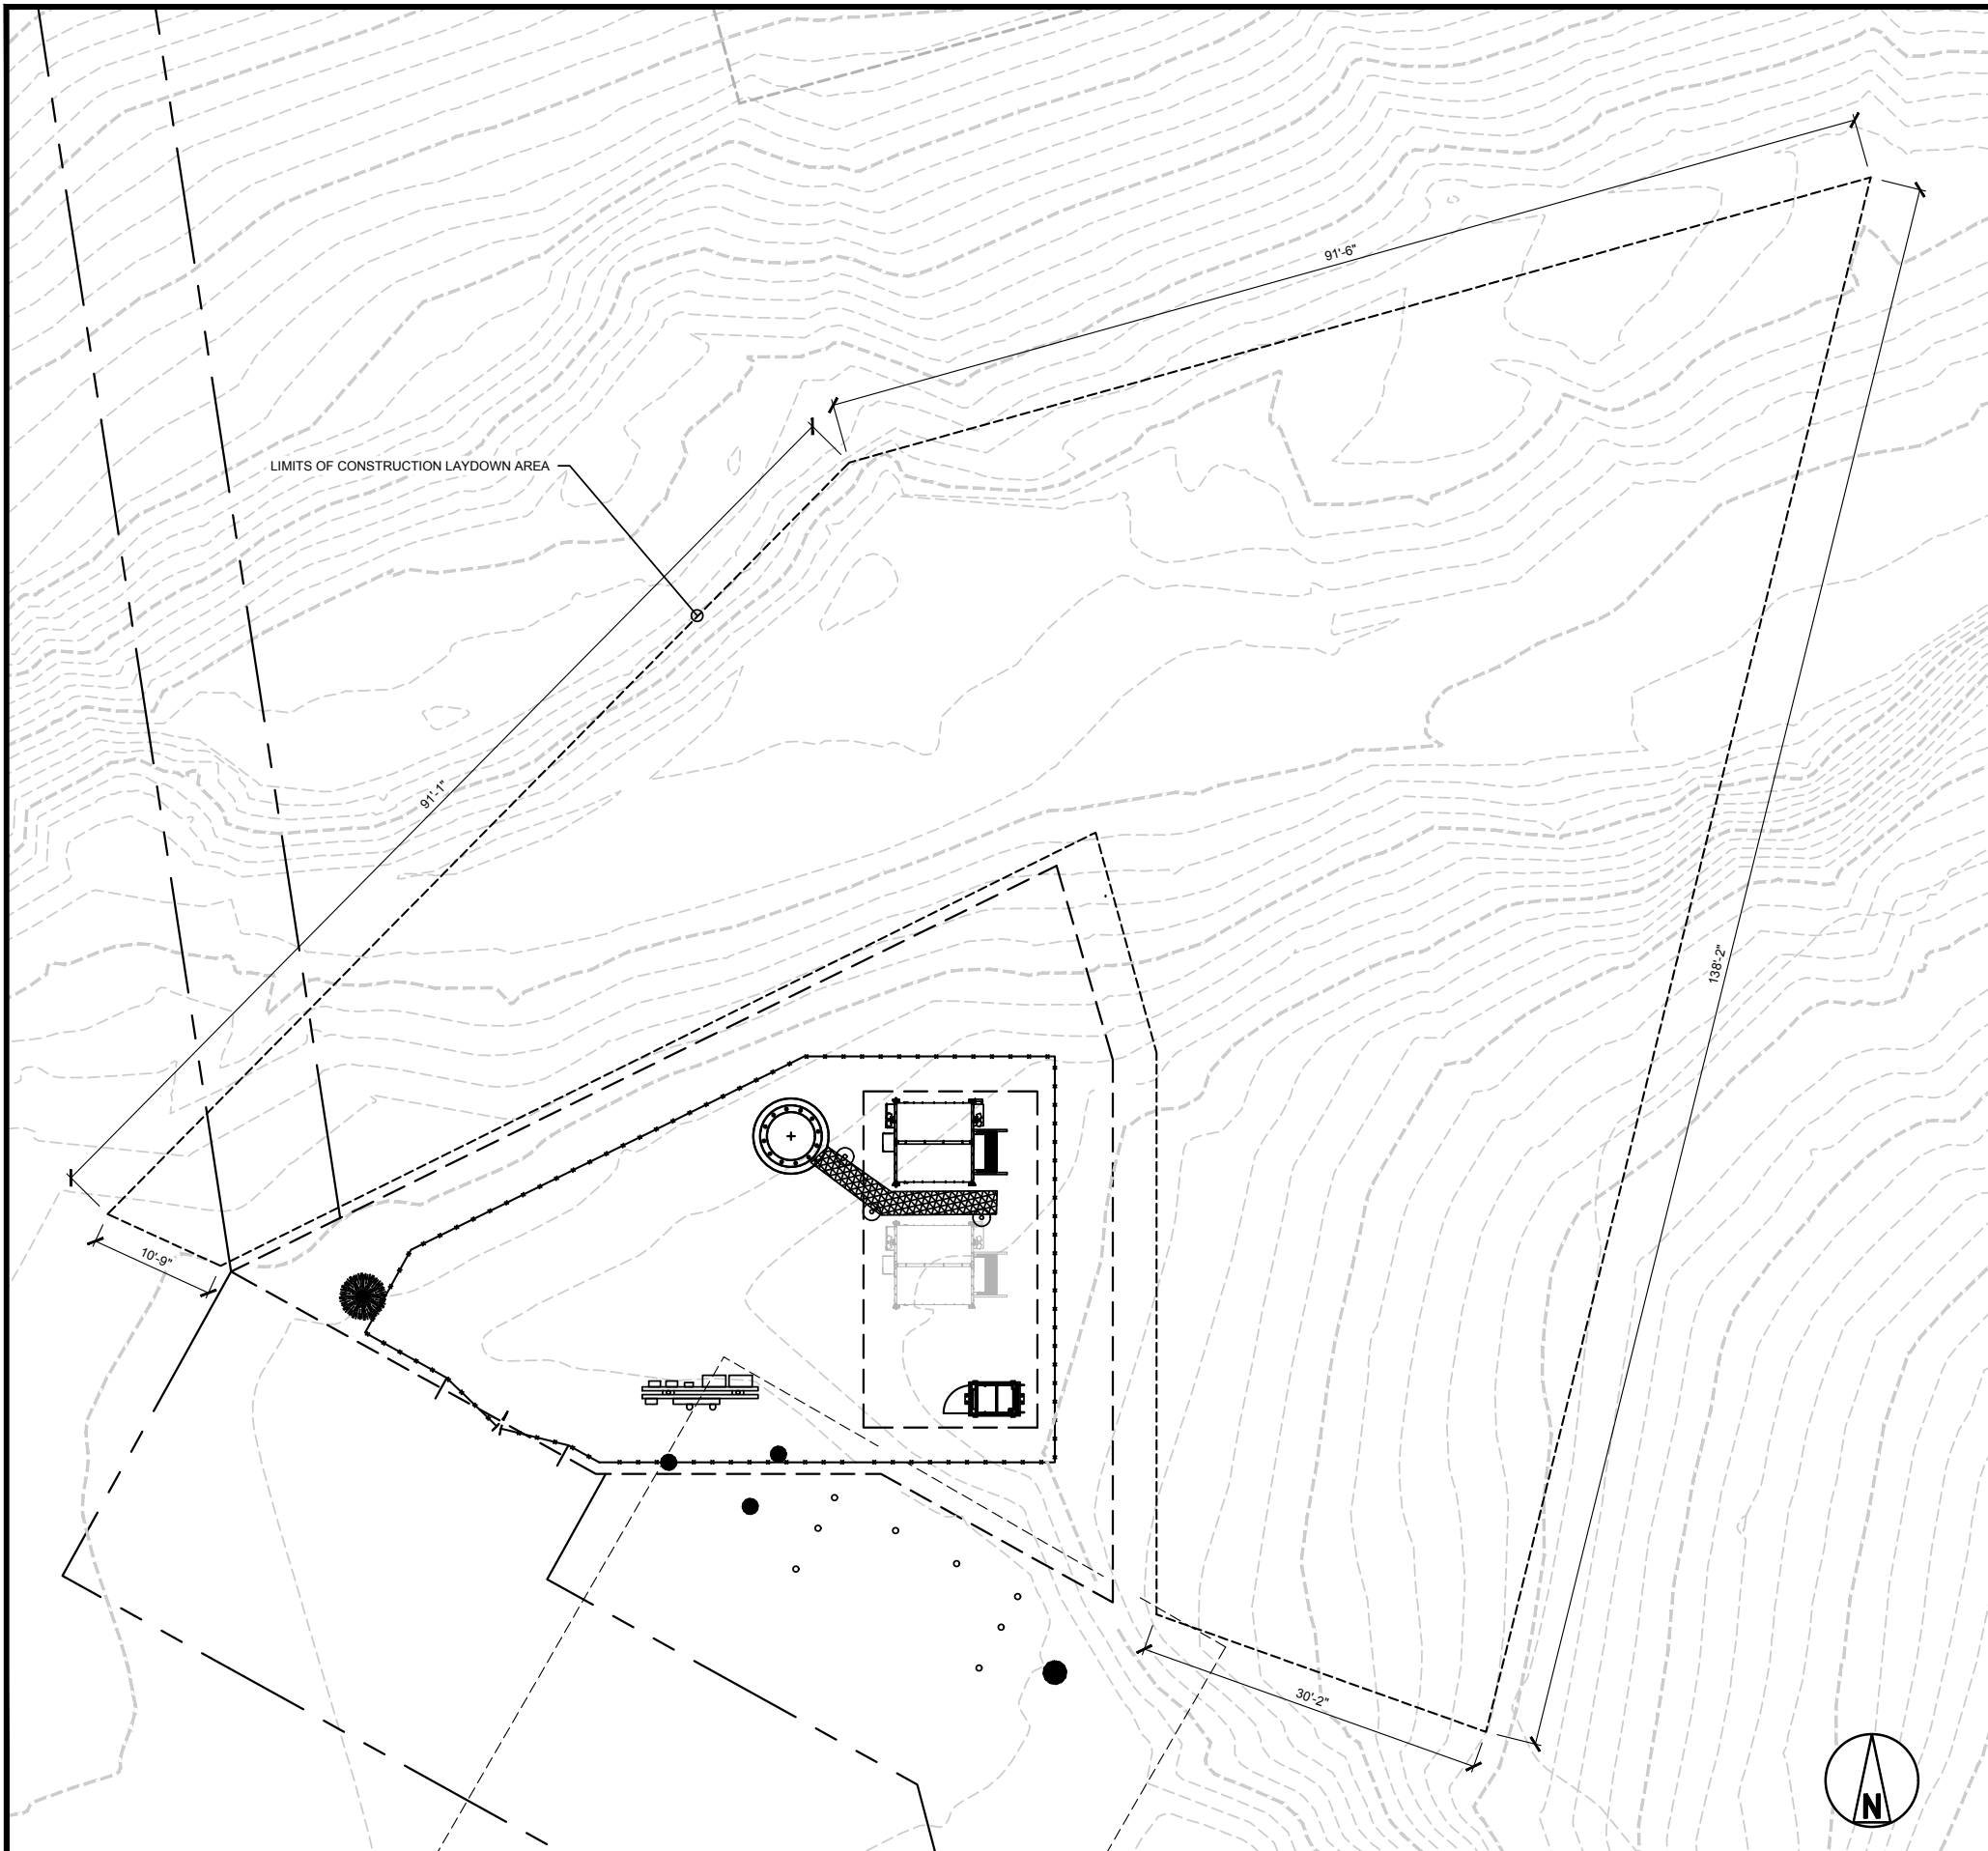 91'-6"
LIMITS OF CONSTRUCTION LAYDOWN AREA
91'-1"
138'-2"
10'-9"
30'-2"
N